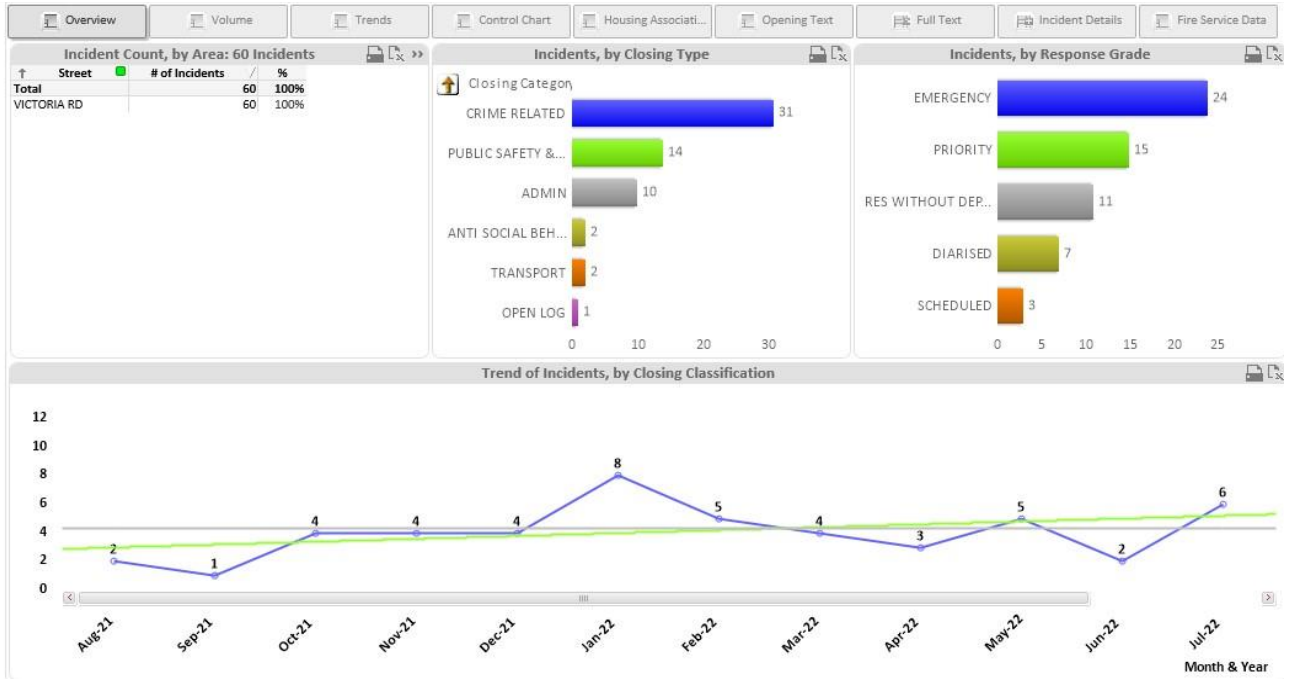 Overview
Volume
Trends
Control Chart
Housing Associati...
Opening Text
Full Text
Incident Details
Fire Service Data
Incident Count, by Area: 60 Incidents
Street # of Incidents / %
Total 60 100%
VICTORIA RD 60 100%
Incidents, by Closing Type
Closing Categor
CRIME RELATED 31
PUBLIC SAFETY &... 14
ADMIN 10
ANTI SOCIAL BEH... 2
TRANSPORT 2
OPEN LOG 1
0 10 20 30
Incidents, by Response Grade
EMERGENCY 24
PRIORITY 15
RES WITHOUT DEP... 11
DIARISED 7
SCHEDULED 3
0 5 10 15 20 25
Trend of Incidents, by Closing Classification
12
10
8
6
4
2
0
2 1 4 4 4 8 5 4 3 5 2 6
Aug-21 Sep-21 Oct-21 Nov-21 Dec-21 Jan-22 Feb-22 Mar-22 Apr-22 May-22 Jun-22 Jul-22
Month & Year